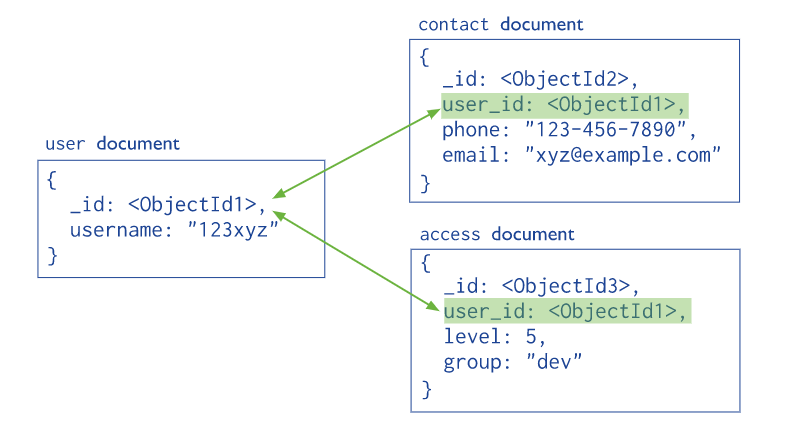 contact document
{
_id: <ObjectId2>,
user_id: <ObjectId1>,
phone: "123-456-7890",
email: "xyz@example.com"
}
user document
{
_id: <ObjectId1>,
username: "123xyz"
}
access document
{
_id: <ObjectId3>,
user_id: <ObjectId1>,
level: 5,
group: "dev"
}